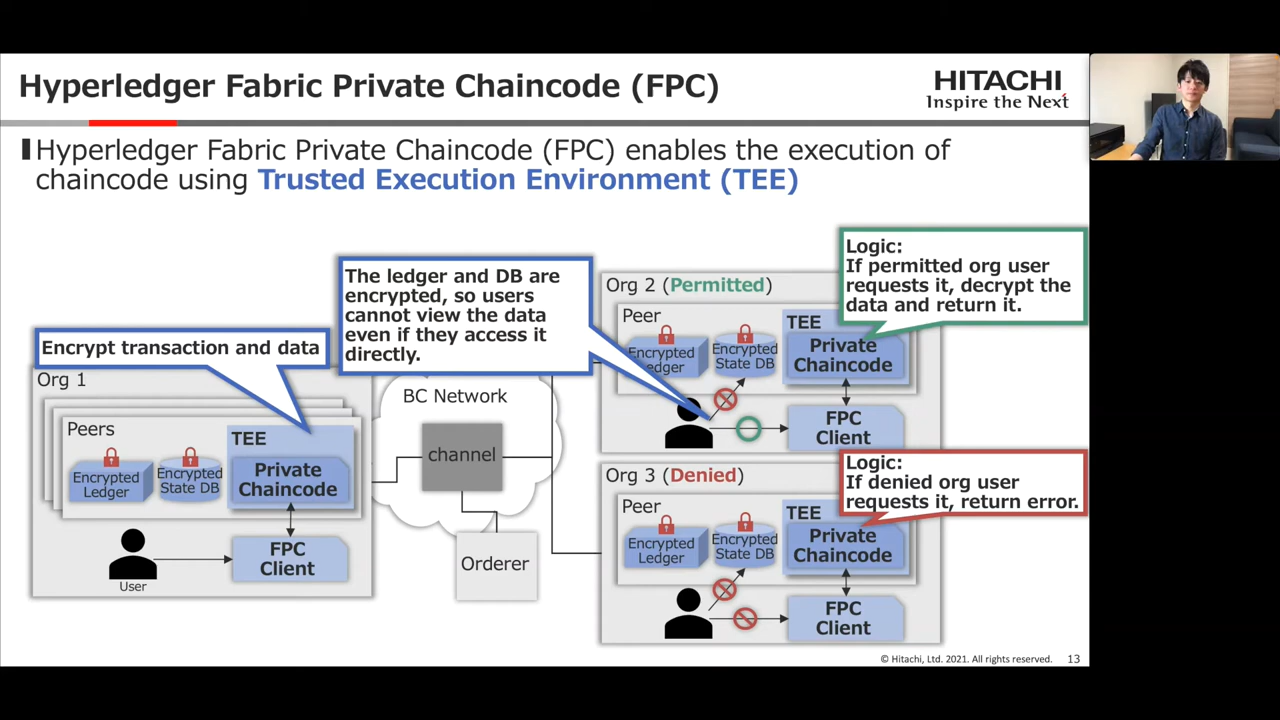 Hyperledger Fabric Private Chaincode (FPC)
HITACHI
Inspire the Next
Hyperledger Fabric Private Chaincode (FPC) enables the execution of
chaincode using Trusted Execution Environment (TEE)
Encrypt transaction and data
Org 1
Peers
Encrypted
Ledger
Encrypted
State DB
TEE
Private
Chaincode
FPC
Client
User
The ledger and DB are
encrypted, so users
cannot view the data
even if they access it
directly.
BC Network
channel
Orderer
Org 2 (Permitted)
Peer
Encrypted
Ledger
Encrypted
State DB
TEE
Private
Chaincode
FPC
Client
Logic:
If permitted org user
requests it, decrypt the
data and return it.
Org 3 (Denied)
Peer
Encrypted
Ledger
Encrypted
State DB
TEE
Private
Chaincode
FPC
Client
Logic:
If denied org user
requests it, return error.
© Hitachi, Ltd. 2021. All rights reserved. 13